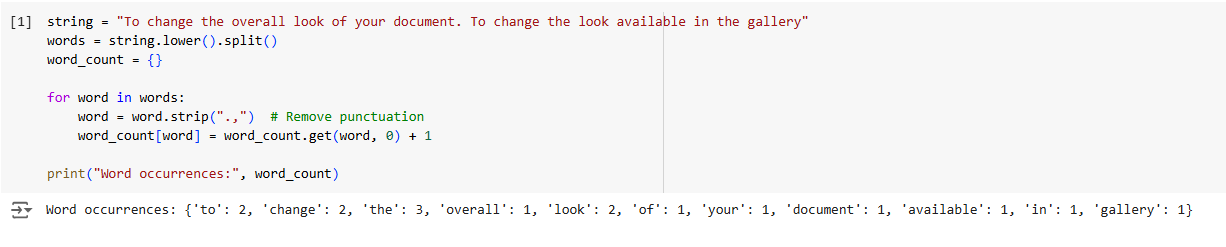 [1] string = "To change the overall look of your document. To change the look available in the gallery"
words = string.lower().split()
word_count = {}
for word in words:
word = word.strip(".,")  # Remove punctuation
word_count[word] = word_count.get(word, 0) + 1
print("Word occurrences:", word_count)
Word occurrences: {'to': 2, 'change': 2, 'the': 3, 'overall': 1, 'look': 2, 'of': 1, 'your': 1, 'document': 1, 'available': 1, 'in': 1, 'gallery': 1}